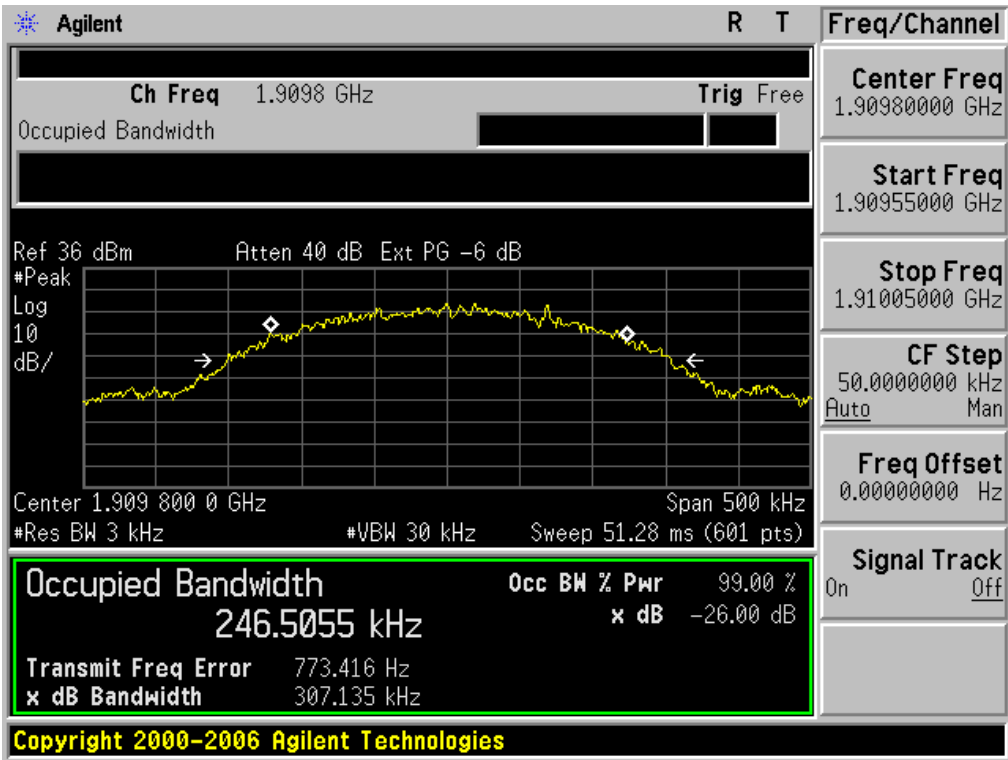 Agilent R T Freq/Channel
Ch Freq 1.9098 GHz Trig Free
Occupied Bandwidth
Center Freq
1.90980000 GHz
Start Freq
1.90955000 GHz
Stop Freq
1.91005000 GHz
CF Step
50.0000000 kHz
Auto Man
Freq Offset
0.00000000 Hz
Signal Track
On Off
Ref 36 dBm Atten 40 dB Ext PG -6 dB
#Peak
Log
10
dB/
Center 1.909 800 0 GHz Span 500 kHz
#Res BW 3 kHz #VBW 30 kHz Sweep 51.28 ms (601 pts)
Occupied Bandwidth Occ BW % Pwr 99.00 %
246.5055 kHz x dB -26.00 dB
Transmit Freq Error 773.416 Hz
x dB Bandwidth 307.135 kHz
Copyright 2000-2006 Agilent Technologies